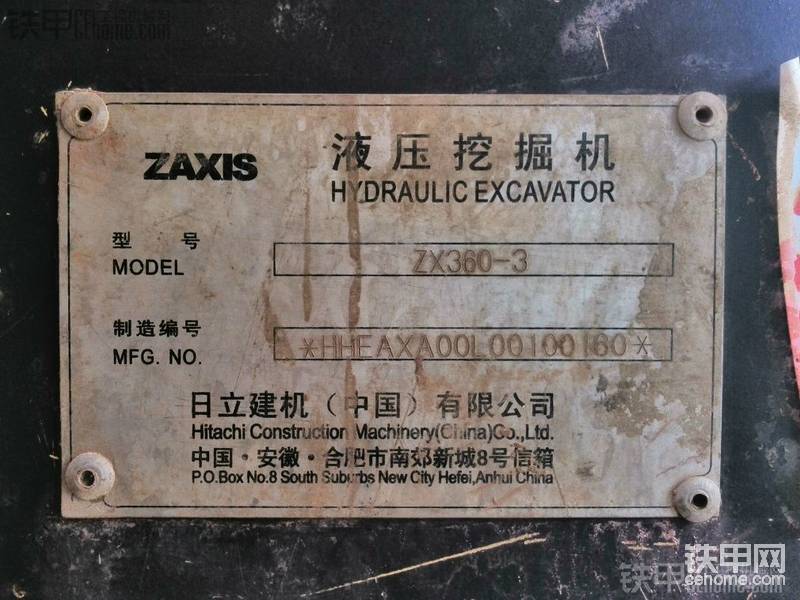 ZAXIS
液压挖掘机
HYDRAULIC EXCAVATOR
型 号
MODEL
ZX360-3
制造编号
MFG. NO.
*HHEAXA00L00100160*
日立建机（中国）有限公司
Hitachi Construction Machinery(China)Co.,Ltd.
中国·安徽·合肥市南郊新城8号信箱
P.O.Box No.8 South Suburbs New City Hefei,Anhui China
铁甲网
cehome.com